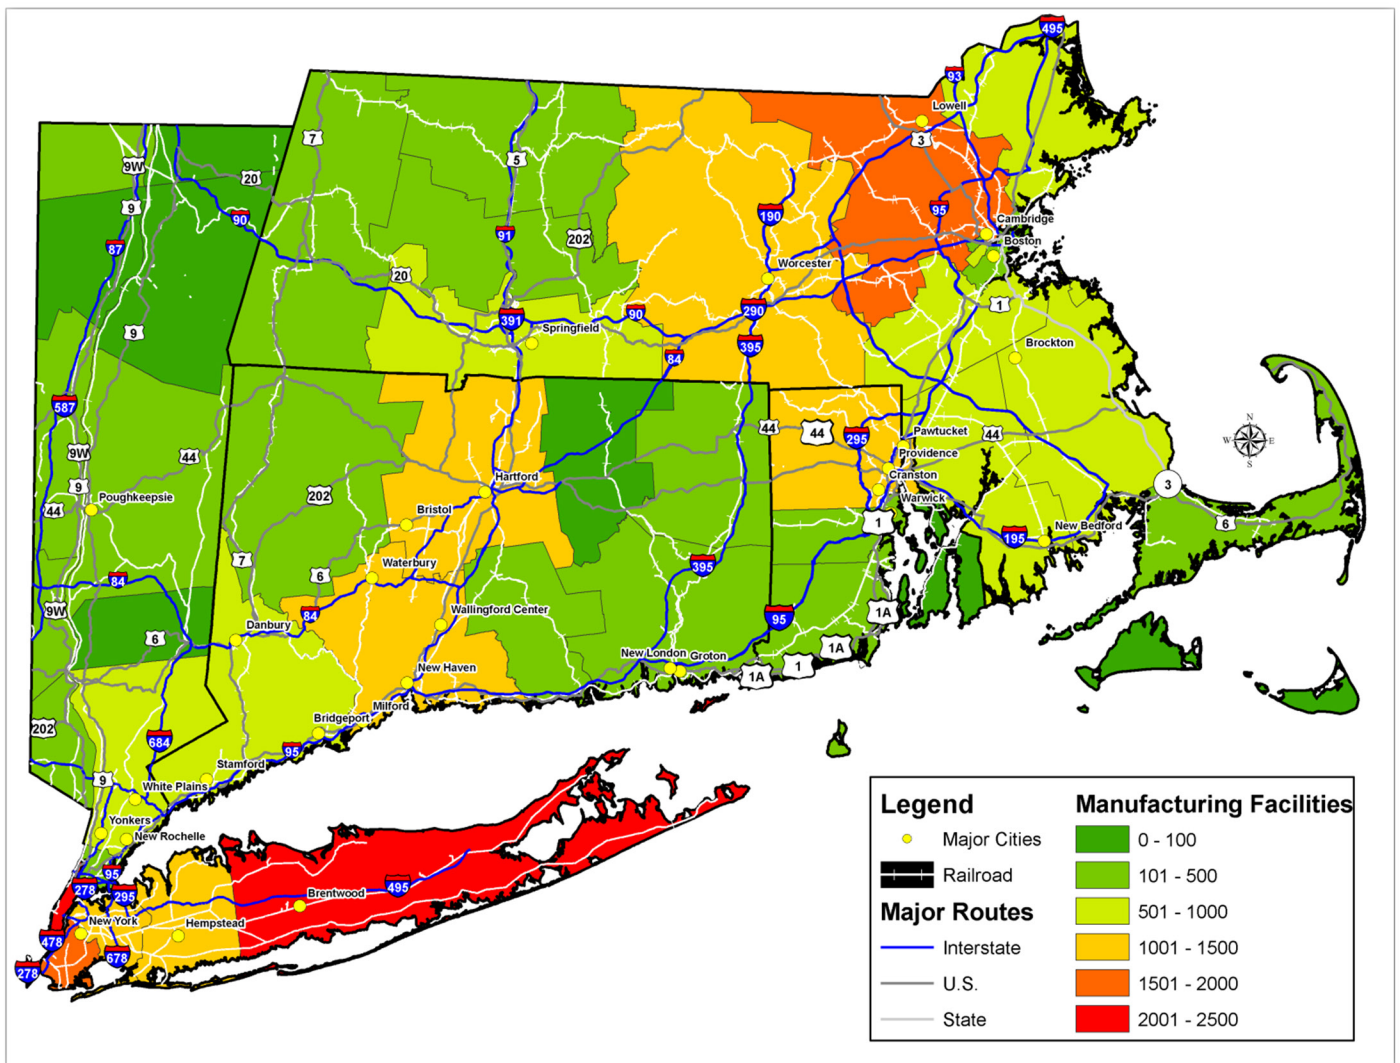 495
93
Lowell
3
7
9W
5
20
9
90
95
190
Cambridge
87
91
202
Boston
Worcester
20
1
290
90
391
9
Springfield
395
Brockton
84
587
N
W E
S
44
44
295
Pawtucket
44
9W
44
Providence
Hartford
Cranston
3
9
202
Warwick
Poughkeepsie
44
Bristol
1
6
New Bedford
195
7
Waterbury
395
6
84
9W
Wallingford Center
84
95
1A
Danbury
6
New London
Groton
1A
New Haven
1
1A
Milford
202
Bridgeport
684
95
Stamford
9
White Plains
Yonkers
New Rochelle
95
278
295
495
Brentwood
New York
Hempstead
478
678
278
Legend
Major Cities
Railroad
Major Routes
Interstate
U.S.
State
Manufacturing Facilities
0 - 100
101 - 500
501 - 1000
1001 - 1500
1501 - 2000
2001 - 2500